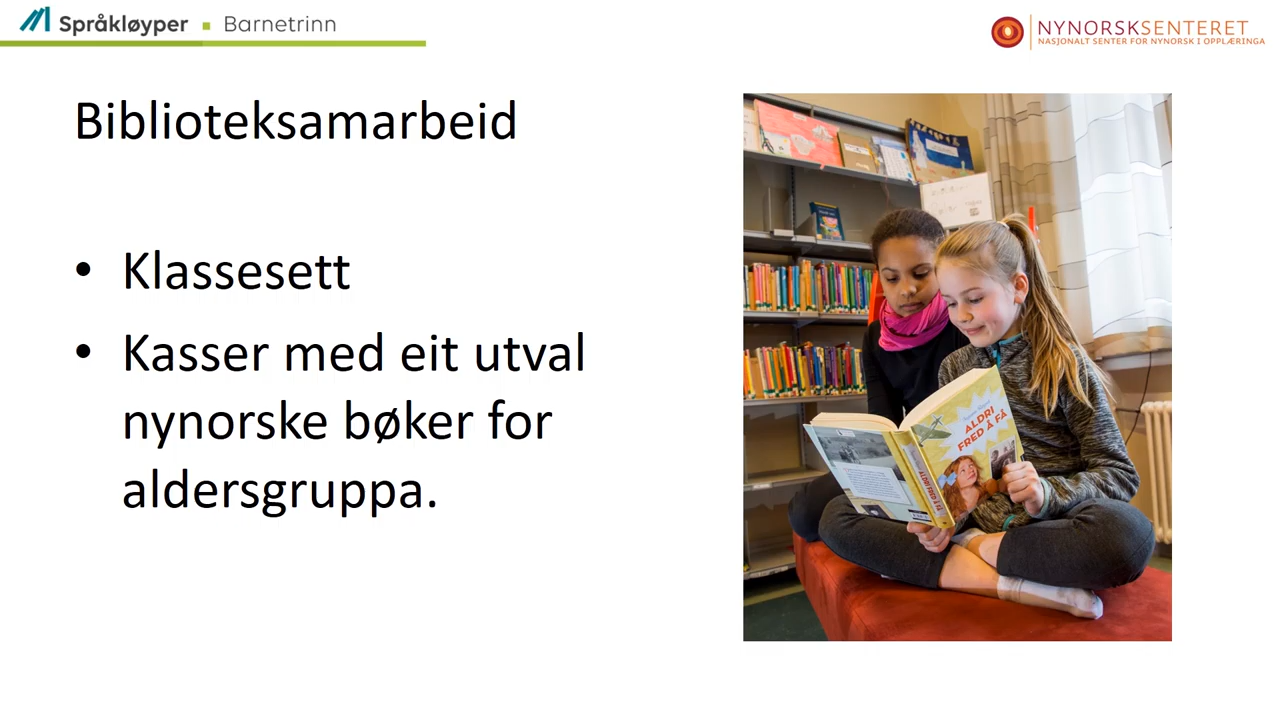 Språkløyper ▪ Barnetrinn
NYNORSKSENTERET
NASJONALT SENTER FOR NYNORSK I OPPLÆRINGA
Biblioteksamarbeid
• Klassesett
• Kasser med eit utval
nynorske bøker for
aldersgruppa.
ALDRI
FRED Å FÅ